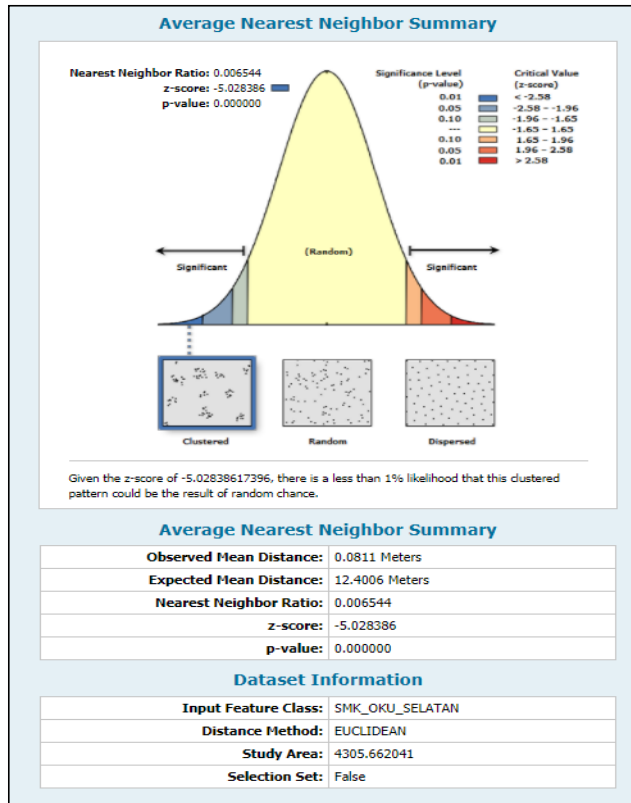 Average Nearest Neighbor Summary
Nearest Neighbor Ratio: 0.006544
z-score: -5.028386
p-value: 0.000000
Significance Level (p-value) Critical Value (z-score)
0.01 < -2.58
0.05 -2.58 – -1.96
0.10 -1.96 – -1.65
--- -1.65 – 1.65
0.10 1.65 – 1.96
0.05 1.96 – 2.58
0.01 > 2.58
(Random)
Significant Significant
Clustered Random Dispersed
Given the z-score of -5.02838617396, there is a less than 1% likelihood that this clustered
pattern could be the result of random chance.
Average Nearest Neighbor Summary
Observed Mean Distance: 0.0811 Meters
Expected Mean Distance: 12.4006 Meters
Nearest Neighbor Ratio: 0.006544
z-score: -5.028386
p-value: 0.000000
Dataset Information
Input Feature Class: SMK_OKU_SELATAN
Distance Method: EUCLIDEAN
Study Area: 4305.662041
Selection Set: False